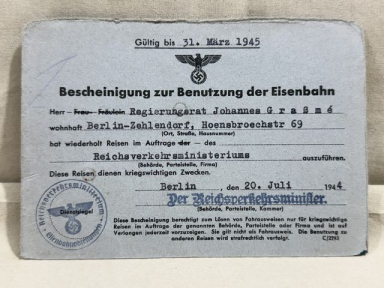 Gültig bis 31. März 1945
Bescheinigung zur Benutzung der Eisenbahn
Herr – Frau – Fräulein Regierungsrat Johannes G r a ß m é
wohnhaft Berlin-Zehlendorf, Hoensbroechstr 69
(Ort, Straße, Hausnummer)
hat wiederholt Reisen im Auftrage der – des
Reichsverkehrsministeriums auszuführen.
(Behörde, Parteistelle, Firma)
Diese Reisen dienen kriegswichtigen Zwecken.
Berlin, den 20. Juli 1944
Dienstsiegel
Der Reichsverkehrsminister.
(Behörde, Parteistelle, Kammer)
Reichsverkehrsministerium
Diese Bescheinigung berechtigt zum Lösen von Fahrausweisen nur für kriegswichtige
Reisen im Auftrage der genannten Behörde, Parteistelle oder Firma und ist auf
Verlangen jederzeit vorzuzeigen. Sie gilt nicht als Fahrausweis. Die Benutzung zu
anderen Reisen wird strafrechtlich verfolgt.